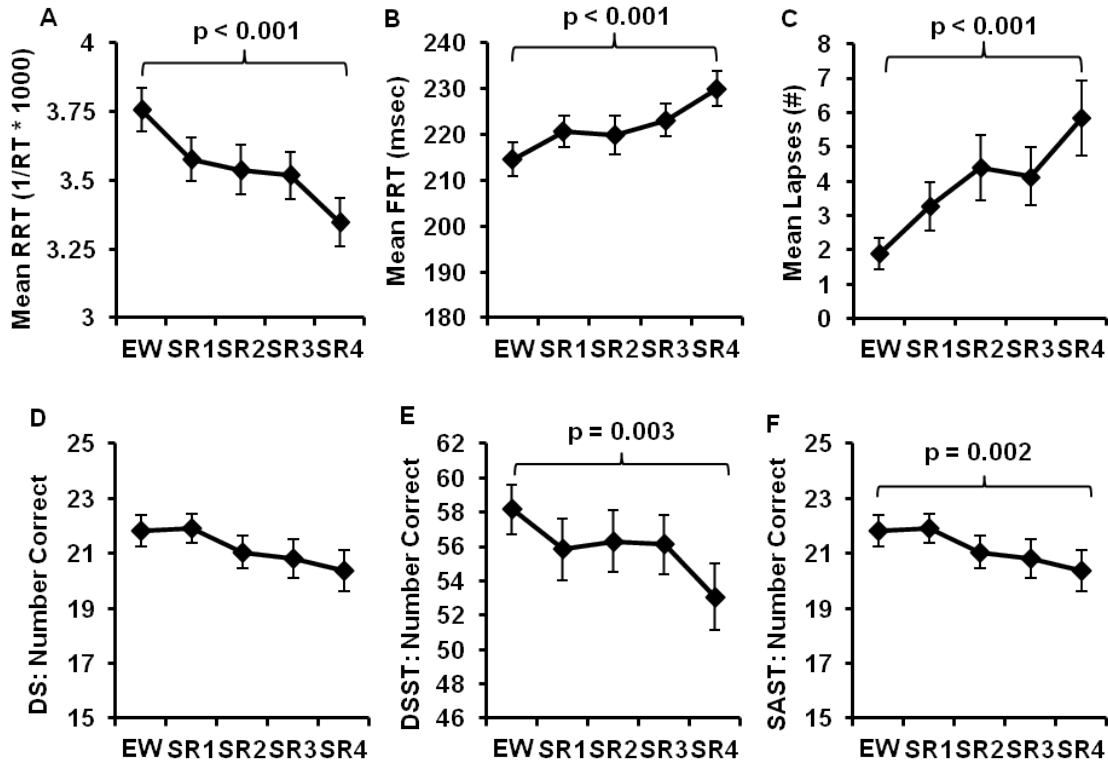 A
p < 0.001
Mean RRT (1/RT * 1000)
4
3.75
3.5
3.25
3
EW SR1 SR2 SR3 SR4
B
p < 0.001
Mean FRT (msec)
240
230
220
210
200
190
180
EW SR1 SR2 SR3 SR4
C
p < 0.001
Mean Lapses (#)
8
7
6
5
4
3
2
1
0
EW SR1 SR2 SR3 SR4
D
DS: Number Correct
25
23
21
19
17
15
EW SR1 SR2 SR3 SR4
E
p = 0.003
DSST: Number Correct
62
60
58
56
54
52
50
48
46
EW SR1 SR2 SR3 SR4
F
p = 0.002
SAST: Number Correct
25
23
21
19
17
15
EW SR1 SR2 SR3 SR4